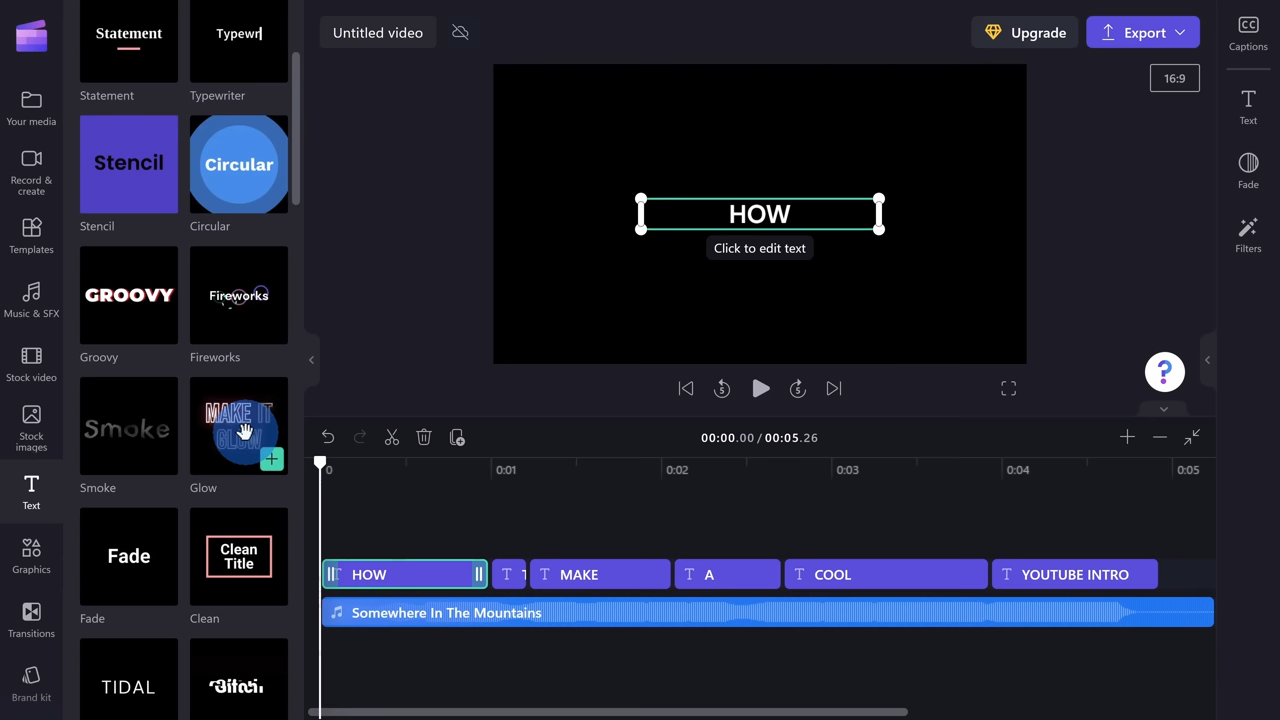 Untitled video
Upgrade
Export
16:9
Your media
Record &
create
Templates
Music & SFX
Stock video
Stock
images
Text
Graphics
Transitions
Brand kit
Statement
Typewr
Statement
Typewriter
Stencil
Circular
Stencil
Circular
GROOVY
Fireworks
Groovy
Fireworks
Smoke
MAKE IT
GLOW
Smoke
Glow
Fade
Clean
Title
Fade
Clean
TIDAL
HOW
Click to edit text
?
Captions
Text
Fade
Filters
00:00.00 / 00:05.26
0
0:01
0:02
0:03
0:04
0:05
HOW
MAKE
A
COOL
YOUTUBE INTRO
Somewhere In The Mountains